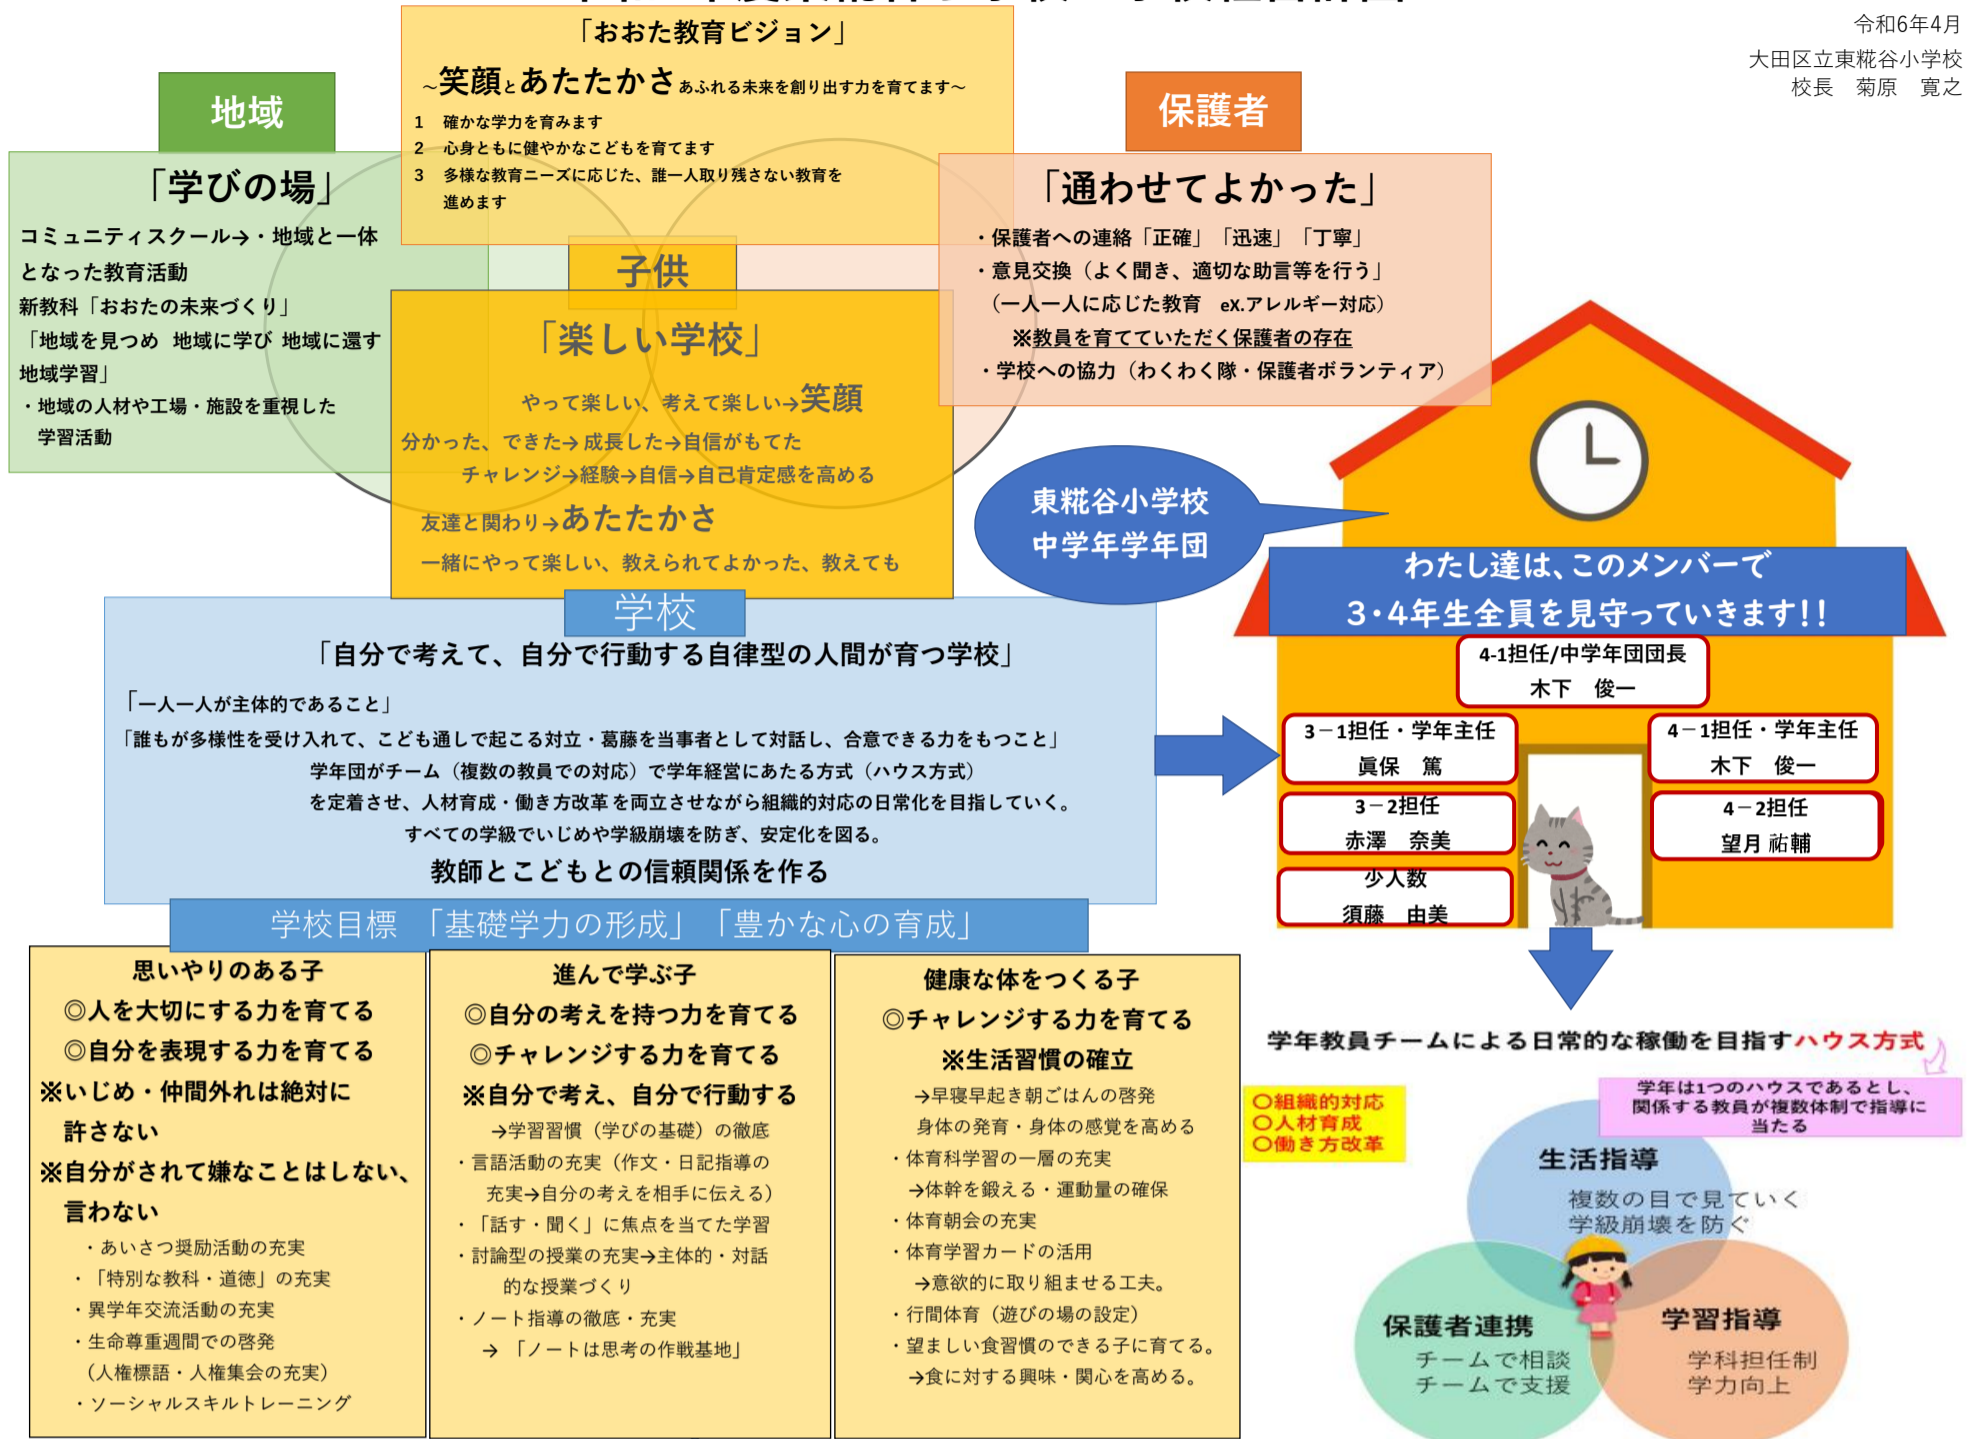 令和6年4月
大田区立東糀谷小学校
校長　菊原　寛之
「おおた教育ビジョン」
～笑顔とあたたかさあふれる未来を創り出す力を育てます～
1　確かな学力を育みます
2　心身ともに健やかなこどもを育てます
3　多様な教育ニーズに応じた、誰一人取り残さない教育を
進めます
地域
「学びの場」
コミュニティスクール→・地域と一体
となった教育活動
新教科「おおたの未来づくり」
「地域を見つめ 地域に学び 地域に還す
地域学習」
・地域の人材や工場・施設を重視した
学習活動
保護者
「通わせてよかった」
・保護者への連絡「正確」「迅速」「丁寧」
・意見交換（よく聞き、適切な助言等を行う」
（一人一人に応じた教育　eX.アレルギー対応）
※教員を育てていただく保護者の存在
・学校への協力（わくわく隊・保護者ボランティア）
子供
「楽しい学校」
やって楽しい、考えて楽しい→笑顔
分かった、できた→成長した→自信がもてた
チャレンジ→経験→自信→自己肯定感を高める
友達と関わり→あたたかさ
一緒にやって楽しい、教えられてよかった、教えても
学校
「自分で考えて、自分で行動する自律型の人間が育つ学校」
「一人一人が主体的であること」
「誰もが多様性を受け入れて、こども通しで起こる対立・葛藤を当事者として対話し、合意できる力をもつこと」
学年団がチーム（複数の教員での対応）で学年経営にあたる方式（ハウス方式）
を定着させ、人材育成・働き方改革を両立させながら組織的対応の日常化を目指していく。
すべての学級でいじめや学級崩壊を防ぎ、安定化を図る。
教師とこどもとの信頼関係を作る
学校目標　「基礎学力の形成」「豊かな心の育成」
思いやりのある子
◎人を大切にする力を育てる
◎自分を表現する力を育てる
※いじめ・仲間外れは絶対に
許さない
※自分がされて嫌なことはしない、
言わない
・あいさつ奨励活動の充実
・「特別な教科・道徳」の充実
・異学年交流活動の充実
・生命尊重週間での啓発
（人権標語・人権集会の充実）
・ソーシャルスキルトレーニング
進んで学ぶ子
◎自分の考えを持つ力を育てる
◎チャレンジする力を育てる
※自分で考え、自分で行動する
→学習習慣（学びの基礎）の徹底
・言語活動の充実（作文・日記指導の
充実→自分の考えを相手に伝える）
・「話す・聞く」に焦点を当てた学習
・討論型の授業の充実→主体的・対話
的な授業づくり
・ノート指導の徹底・充実
→　「ノートは思考の作戦基地」
健康な体をつくる子
◎チャレンジする力を育てる
※生活習慣の確立
→早寝早起き朝ごはんの啓発
身体の発育・身体の感覚を高める
・体育科学習の一層の充実
→体幹を鍛える・運動量の確保
・体育朝会の充実
・体育学習カードの活用
→意欲的に取り組ませる工夫。
・行間体育（遊びの場の設定）
・望ましい食習慣のできる子に育てる。
→食に対する興味・関心を高める。
東糀谷小学校
中学年学年団
わたし達は、このメンバーで
3・4年生全員を見守っていきます!!
4-1担任/中学年団団長
木下　俊一
3－1担任・学年主任
眞保　篤
4－1担任・学年主任
木下　俊一
3－2担任
赤澤　奈美
4－2担任
望月 祐輔
少人数
須藤　由美
学年教員チームによる日常的な稼働を目指すハウス方式
〇組織的対応
〇人材育成
〇働き方改革
学年は1つのハウスであるとし、
関係する教員が複数体制で指導に
当たる
生活指導
複数の目で見ていく
学級崩壊を防ぐ
保護者連携
チームで相談
チームで支援
学習指導
学科担任制
学力向上